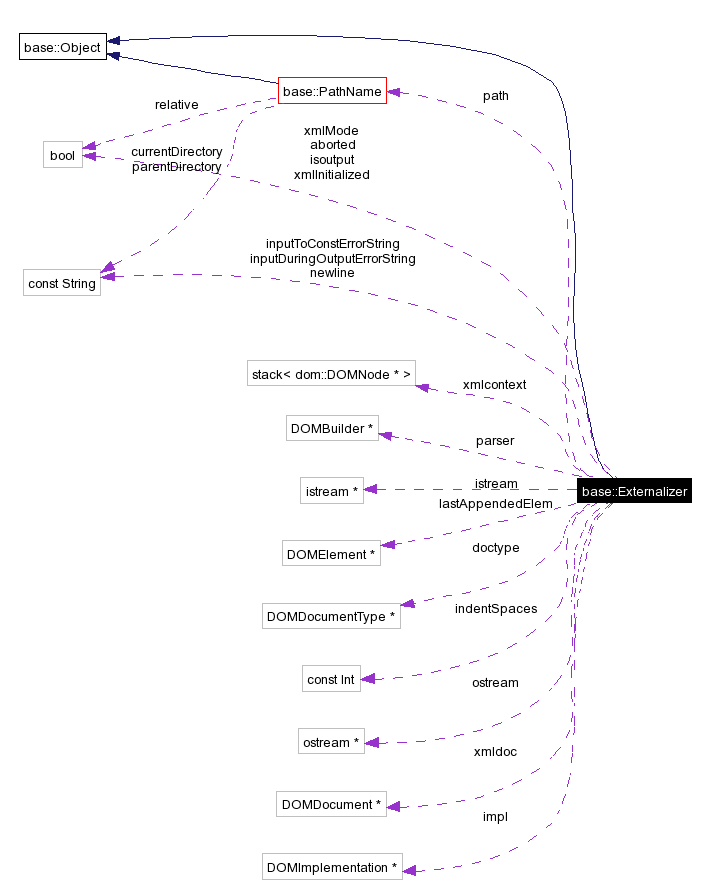 base::Object
base::PathName
path
relative
xmlMode
aborted
isoutput
xmlInitialized
bool
currentDirectory
parentDirectory
inputToConstErrorString
inputDuringOutputErrorString
newline
const String
stack< dom::DOMNode * >
xmlcontext
DOMBuilder *
parser
istream *
istream
base::Externalizer
lastAppendedElem
DOMElement *
doctype
DOMDocumentType *
indentSpaces
const Int
ostream
ostream *
xmldoc
DOMDocument *
impl
DOMImplementation *